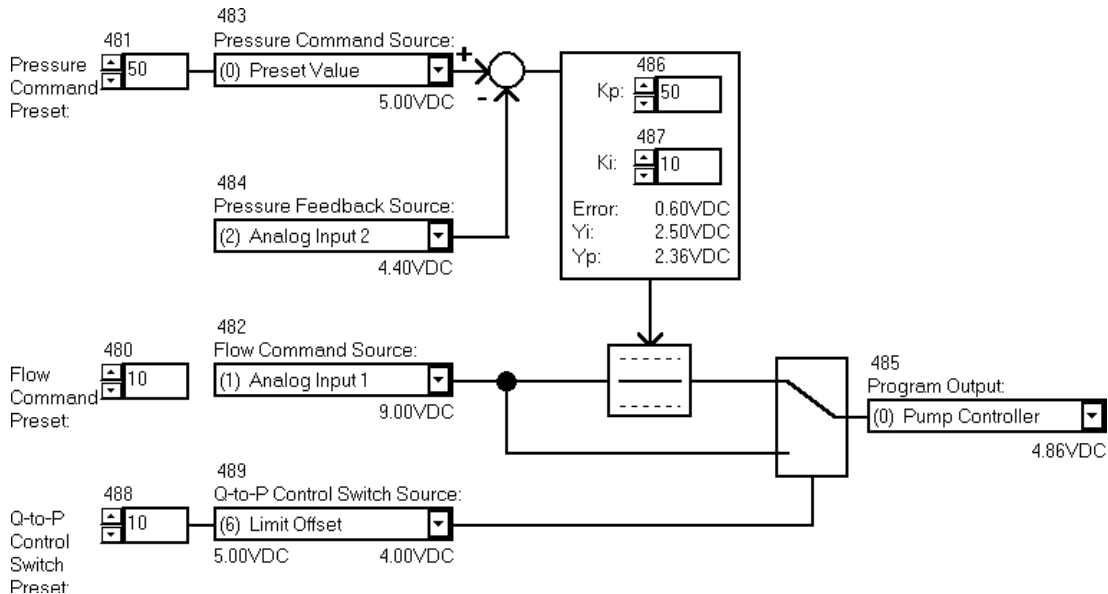 481
Pressure
Command
Preset:
50
483
Pressure Command Source:
(0) Preset Value
5.00VDC
+
-
484
Pressure Feedback Source:
(2) Analog Input 2
4.40VDC
486
Kp:
50
487
Ki:
10
Error: 0.60VDC
Yi: 2.50VDC
Yp: 2.36VDC
480
Flow
Command
Preset:
10
482
Flow Command Source:
(1) Analog Input 1
9.00VDC
485
Program Output:
(0) Pump Controller
4.86VDC
488
Q-to-P
Control
Switch
Preset:
10
489
Q-to-P Control Switch Source:
(6) Limit Offset
5.00VDC 4.00VDC